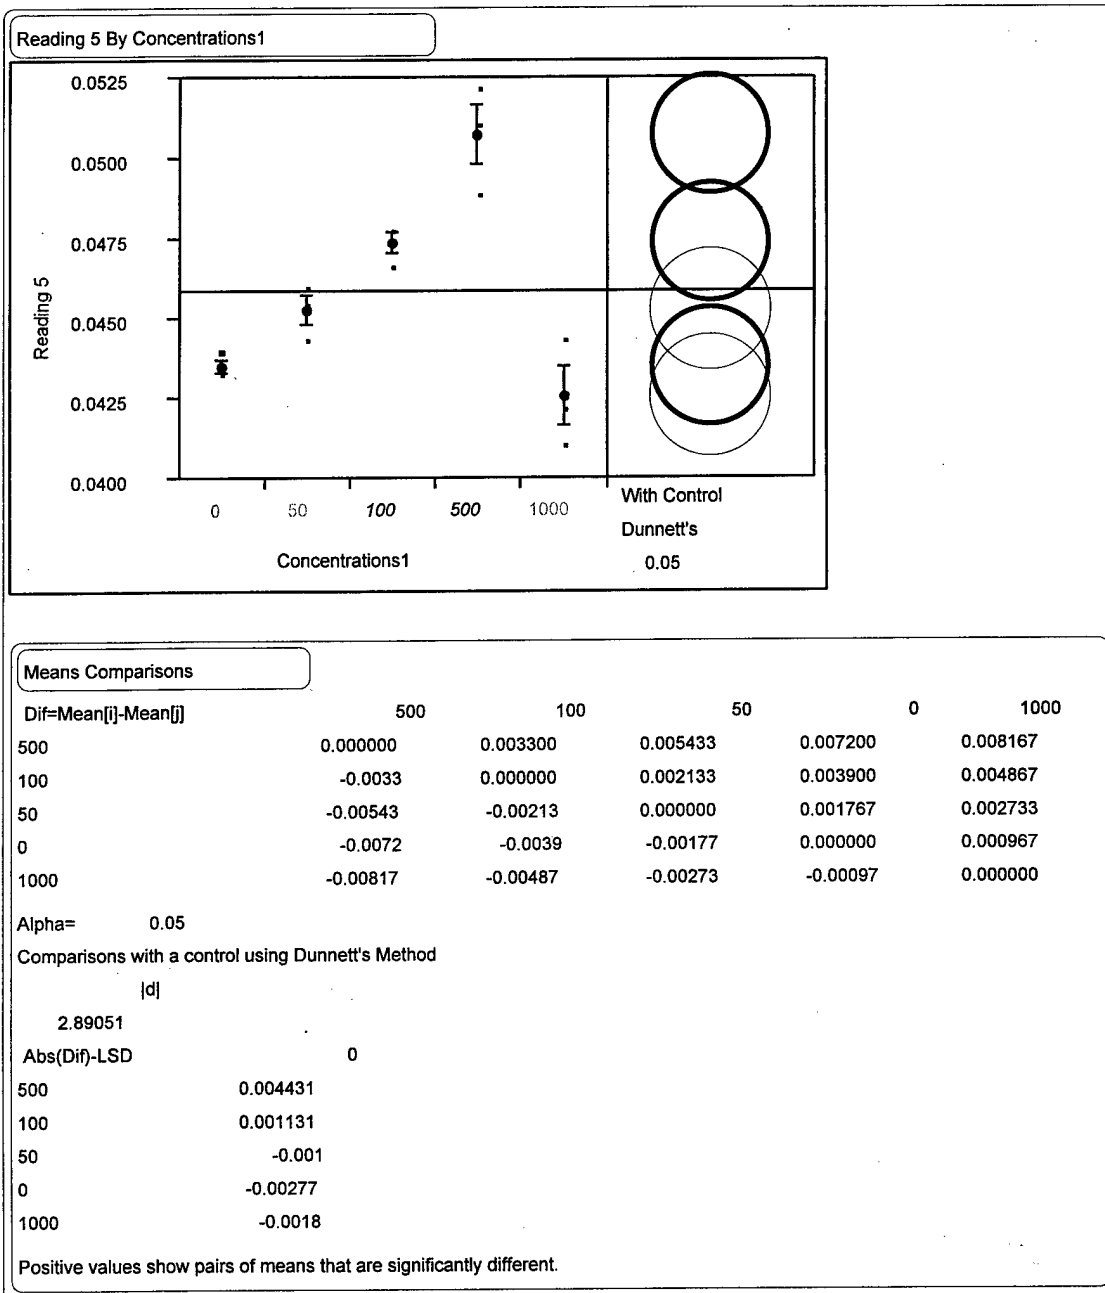 Reading 5 By Concentrations1
0.0525
0.0500
0.0475
0.0450
0.0425
0.0400
Reading 5
0 50 100 500 1000
Concentrations1
With Control
Dunnett's
0.05
Means Comparisons
Dif=Mean[i]-Mean[j] 500 100 50 0 1000
500 0.000000 0.003300 0.005433 0.007200 0.008167
100 -0.0033 0.000000 0.002133 0.003900 0.004867
50 -0.00543 -0.00213 0.000000 0.001767 0.002733
0 -0.0072 -0.0039 -0.00177 0.000000 0.000967
1000 -0.00817 -0.00487 -0.00273 -0.00097 0.000000
Alpha= 0.05
Comparisons with a control using Dunnett's Method
|d|
2.89051
Abs(Dif)-LSD 0
500 0.004431
100 0.001131
50 -0.001
0 -0.00277
1000 -0.0018
Positive values show pairs of means that are significantly different.